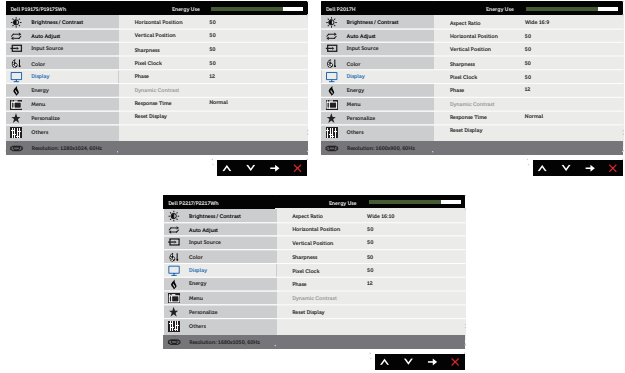 Dell P1917S/P1917SWh Energy Use
Brightness / Contrast Horizontal Position 50
Auto Adjust Vertical Position 50
Input Source Sharpness 50
Color Pixel Clock 50
Display Phase 12
Energy Dynamic Contrast
Menu Response Time Normal
Personalize Reset Display
Others
Resolution: 1280x1024, 60Hz
Dell P2017H Energy Use
Brightness / Contrast Aspect Ratio Wide 16:9
Auto Adjust Horizontal Position 50
Input Source Vertical Position 50
Color Sharpness 50
Display Pixel Clock 50
Energy Phase 12
Menu Dynamic Contrast
Personalize Response Time Normal
Others Reset Display
Resolution: 1600x900, 60Hz
Dell P2217/P2217Wh Energy Use
Brightness / Contrast Aspect Ratio Wide 16:10
Auto Adjust Horizontal Position 50
Input Source Vertical Position 50
Color Sharpness 50
Display Pixel Clock 50
Energy Phase 12
Menu Dynamic Contrast
Personalize Reset Display
Others
Resolution: 1680x1050, 60Hz